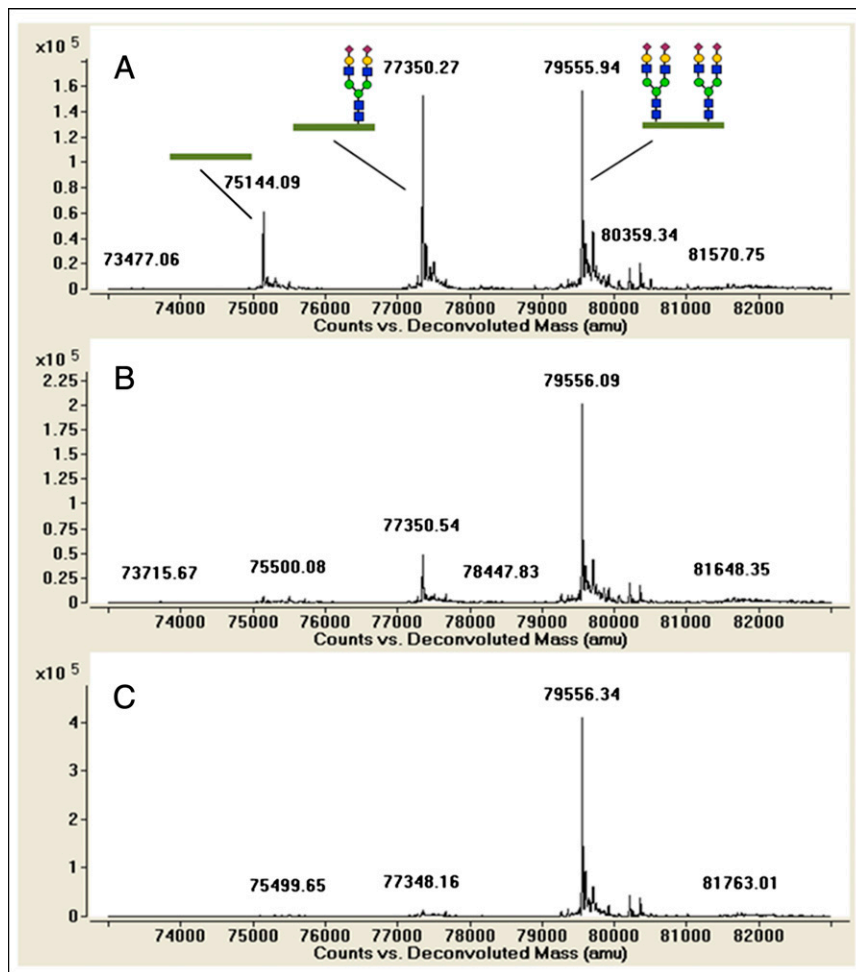 x10 5
A
77350.27
79555.94
1.6
1.4
1.2
1
75144.09
0.8
0.6
80359.34
0.4
73477.06
81570.75
0.2
0
74000 75000 76000 77000 78000 79000 80000 81000 82000
Counts vs. Deconvoluted Mass (amu)
x10 5
B
79556.09
2.25
2
1.75
1.5
1.25
1
77350.54
0.75
0.5
73715.67 75500.08 78447.83 81648.35
0.25
0
74000 75000 76000 77000 78000 79000 80000 81000 82000
Counts vs. Deconvoluted Mass (amu)
x10 5
C
79556.34
4
3
2
1
75499.65 77348.16 81763.01
0
74000 75000 76000 77000 78000 79000 80000 81000 82000
Counts vs. Deconvoluted Mass (amu)